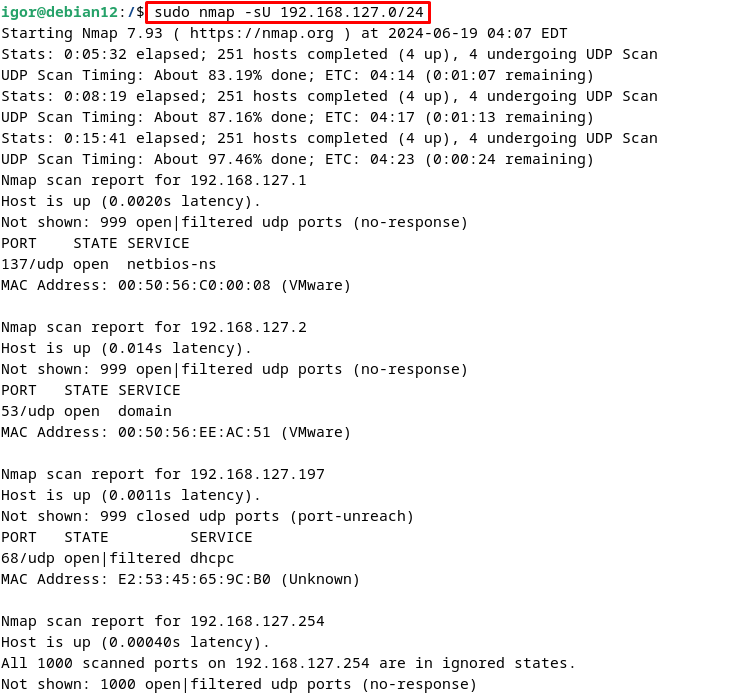 igor@debian12:/$ sudo nmap -sU 192.168.127.0/24
Starting Nmap 7.93 ( https://nmap.org ) at 2024-06-19 04:07 EDT
Stats: 0:05:32 elapsed; 251 hosts completed (4 up), 4 undergoing UDP Scan
UDP Scan Timing: About 83.19% done; ETC: 04:14 (0:01:07 remaining)
Stats: 0:08:19 elapsed; 251 hosts completed (4 up), 4 undergoing UDP Scan
UDP Scan Timing: About 87.16% done; ETC: 04:17 (0:01:13 remaining)
Stats: 0:15:41 elapsed; 251 hosts completed (4 up), 4 undergoing UDP Scan
UDP Scan Timing: About 97.46% done; ETC: 04:23 (0:00:24 remaining)
Nmap scan report for 192.168.127.1
Host is up (0.0020s latency).
Not shown: 999 open|filtered udp ports (no-response)
PORT    STATE SERVICE
137/udp open  netbios-ns
MAC Address: 00:50:56:C0:00:08 (VMware)

Nmap scan report for 192.168.127.2
Host is up (0.014s latency).
Not shown: 999 open|filtered udp ports (no-response)
PORT   STATE SERVICE
53/udp open  domain
MAC Address: 00:50:56:EE:AC:51 (VMware)

Nmap scan report for 192.168.127.197
Host is up (0.0011s latency).
Not shown: 999 closed udp ports (port-unreach)
PORT   STATE         SERVICE
68/udp open|filtered dhcpc
MAC Address: E2:53:45:65:9C:B0 (Unknown)

Nmap scan report for 192.168.127.254
Host is up (0.00040s latency).
All 1000 scanned ports on 192.168.127.254 are in ignored states.
Not shown: 1000 open|filtered udp ports (no-response)